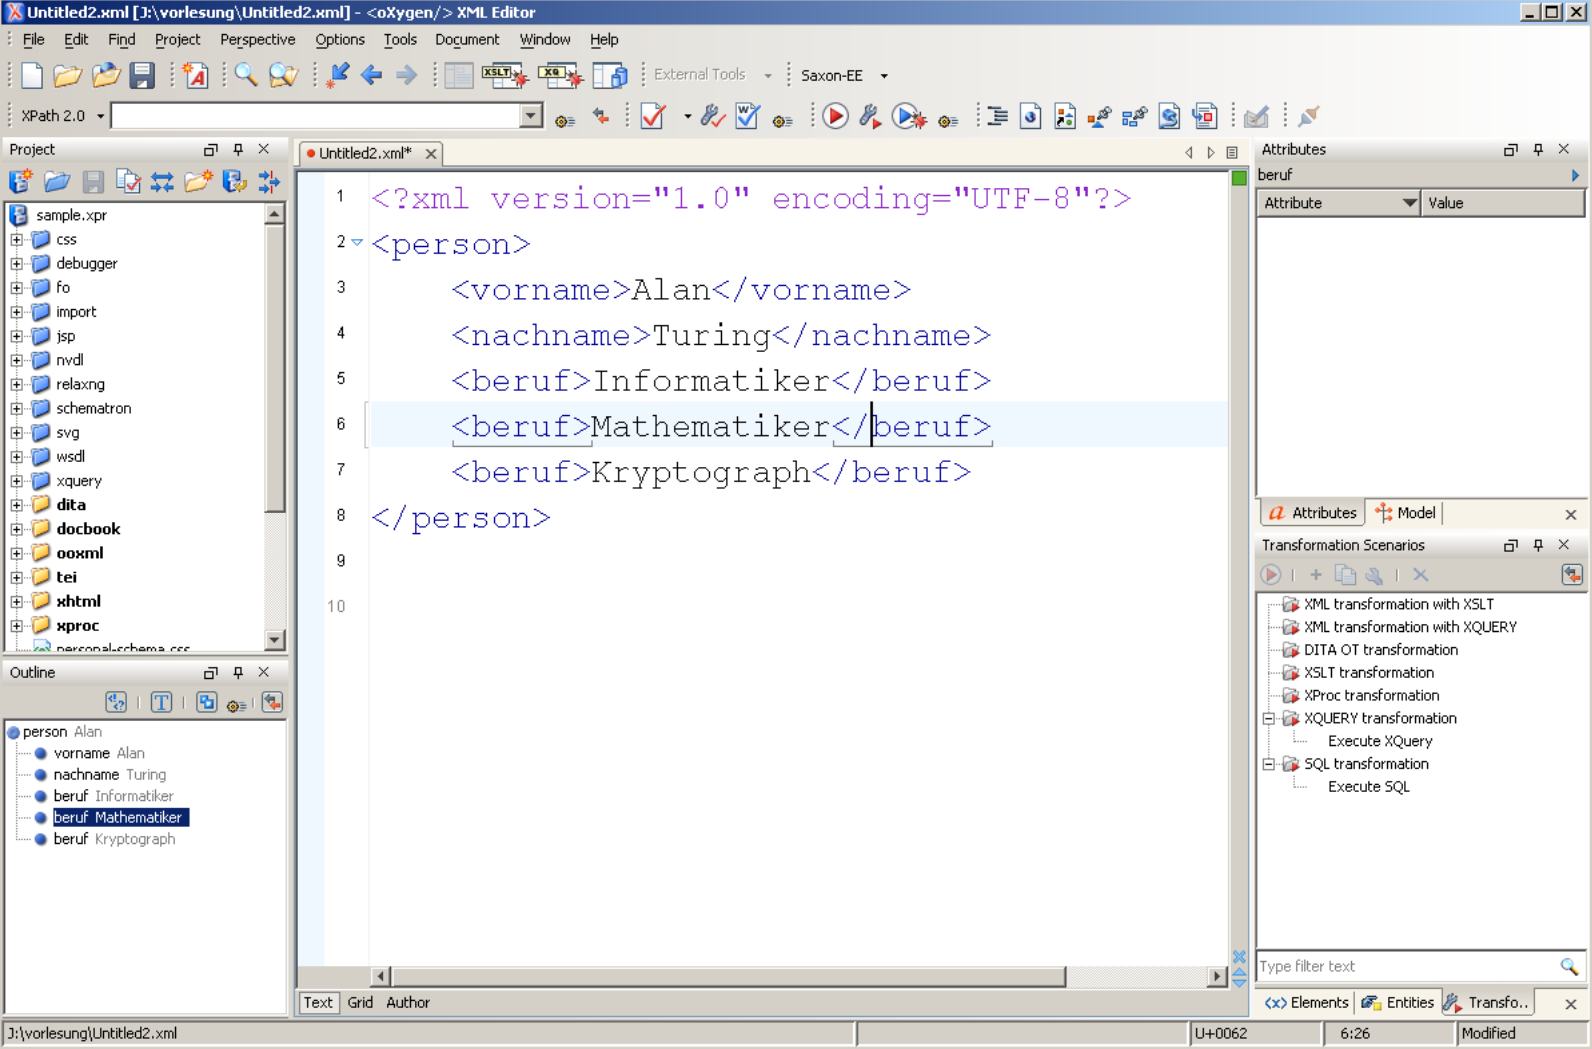 Untitled2.xml [J:\vorlesung\Untitled2.xml] - <oXygen/> XML Editor
File Edit Find Project Perspective Options Tools Document Window Help
XSLT XQ External Tools Saxon-EE
XPath 2.0
Project
sample.xpr
css
debugger
fo
import
jsp
nvdl
relaxng
schematron
svg
wsdl
xquery
dita
docbook
ooxml
tei
xhtml
xproc
personal-schema.css
Outline
person Alan
vorname Alan
nachname Turing
beruf Informatiker
beruf Mathematiker
beruf Kryptograph
Untitled2.xml*
1 <?xml version="1.0" encoding="UTF-8"?>
2 <person>
3 <vorname>Alan</vorname>
4 <nachname>Turing</nachname>
5 <beruf>Informatiker</beruf>
6 <beruf>Mathematiker</beruf>
7 <beruf>Kryptograph</beruf>
8 </person>
9
10
Text Grid Author
Attributes
beruf
Attribute Value
Attributes Model
Transformation Scenarios
XML transformation with XSLT
XML transformation with XQUERY
DITA OT transformation
XSLT transformation
XProc transformation
XQUERY transformation
Execute XQuery
SQL transformation
Execute SQL
Type filter text
Elements Entities Transfo..
J:\vorlesung\Untitled2.xml U+0062 6:26 Modified